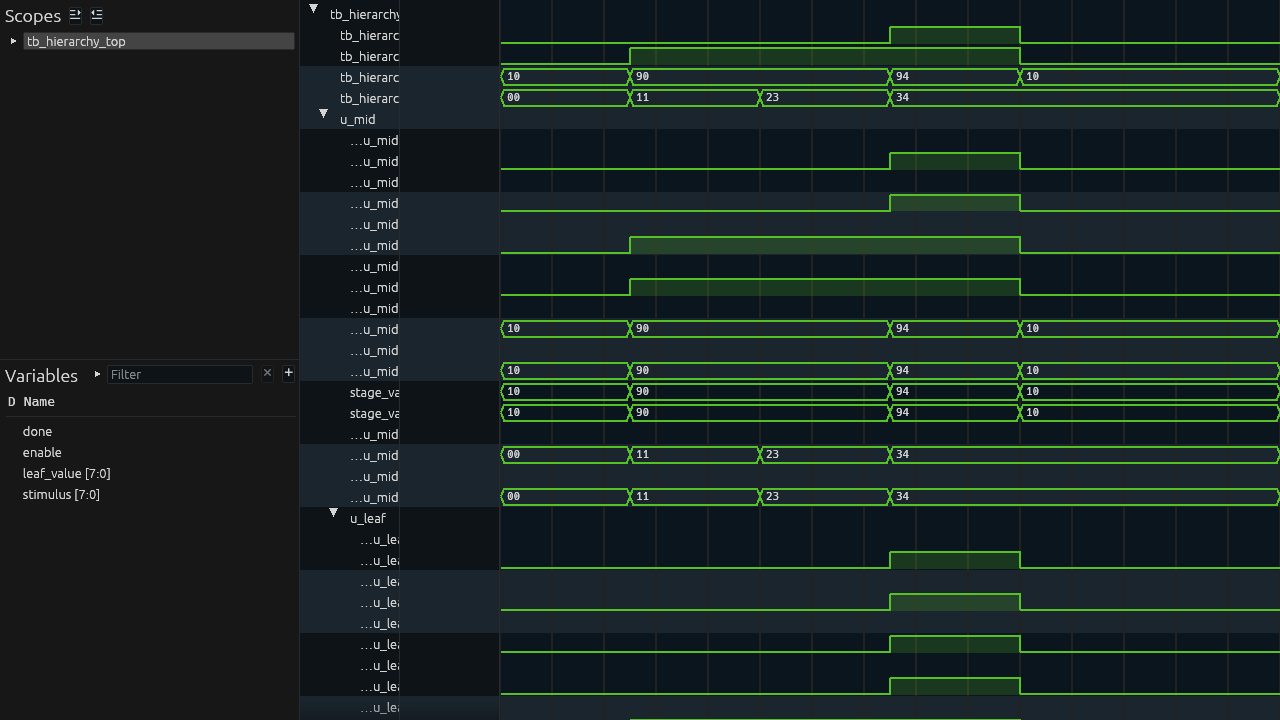 Scopes
tb_hierarchy_top
Variables
Filter
D Name
done
enable
leaf_value [7:0]
stimulus [7:0]
tb_hierarchy
tb_hierarc
tb_hierarc
tb_hierarc 10 90 94 10
tb_hierarc 00 11 23 34
u_mid
...u_mid
...u_mid
...u_mid
...u_mid
...u_mid
...u_mid
...u_mid
...u_mid
...u_mid
...u_mid 10 90 94 10
...u_mid
...u_mid 10 90 94 10
stage_va 10 90 94 10
stage_va 10 90 94 10
...u_mid
...u_mid 00 11 23 34
...u_mid
...u_mid 00 11 23 34
u_leaf
...u_lea
...u_lea
...u_lea
...u_lea
...u_lea
...u_lea
...u_lea
...u_lea
...u_lea